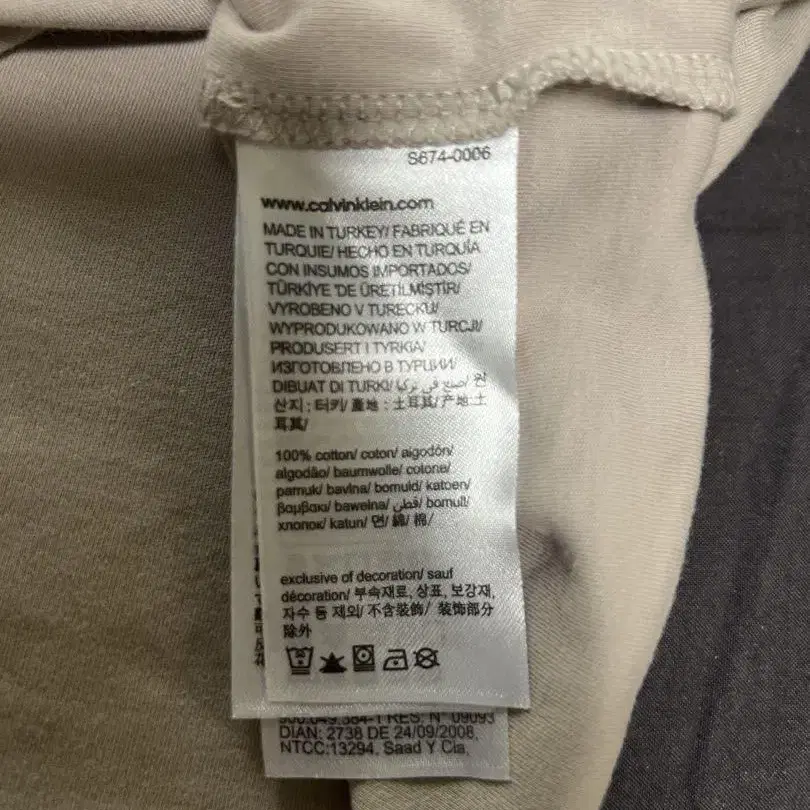 S674-0006
www.calvinklein.com
MADE IN TURKEY/ FABRIQUÉ EN
TURQUIE/ HECHO EN TURQUÍA
CON INSUMOS IMPORTADOS/
TÜRKİYE 'DE ÜRETİLMİŞTİR/
VYROBENO V TURECKU/
WYPRODUKOWANO W TURCJI/
PRODUSERT I TYRKIA/
ИЗГОТОВЛЕНО В ТУРЦИИ/
DIBUAT DI TURKI/ صنع في تركيا/ 원
산지 : 터키/ 產地 : 土耳其/ 产地:土
耳其/
100% cotton/ coton/ algodón/
algodão/ baumwolle/ cotone/
pamuk/ bavlna/ bomuld/ katoen/
βαμβακι/ bawełna/ قطن/ bomull/
хлопок/ katun/ 면/ 綿/ 棉/
exclusive of decoration/ sauf
décoration/ 부속재료, 상표, 보강재,
자수 등 제외/ 不含裝飾/ 装饰部分
除外
RES: N° 09093
DIAN: 2738 DE 24/09/2008,
NTCC:13294, Saad Y Cia,